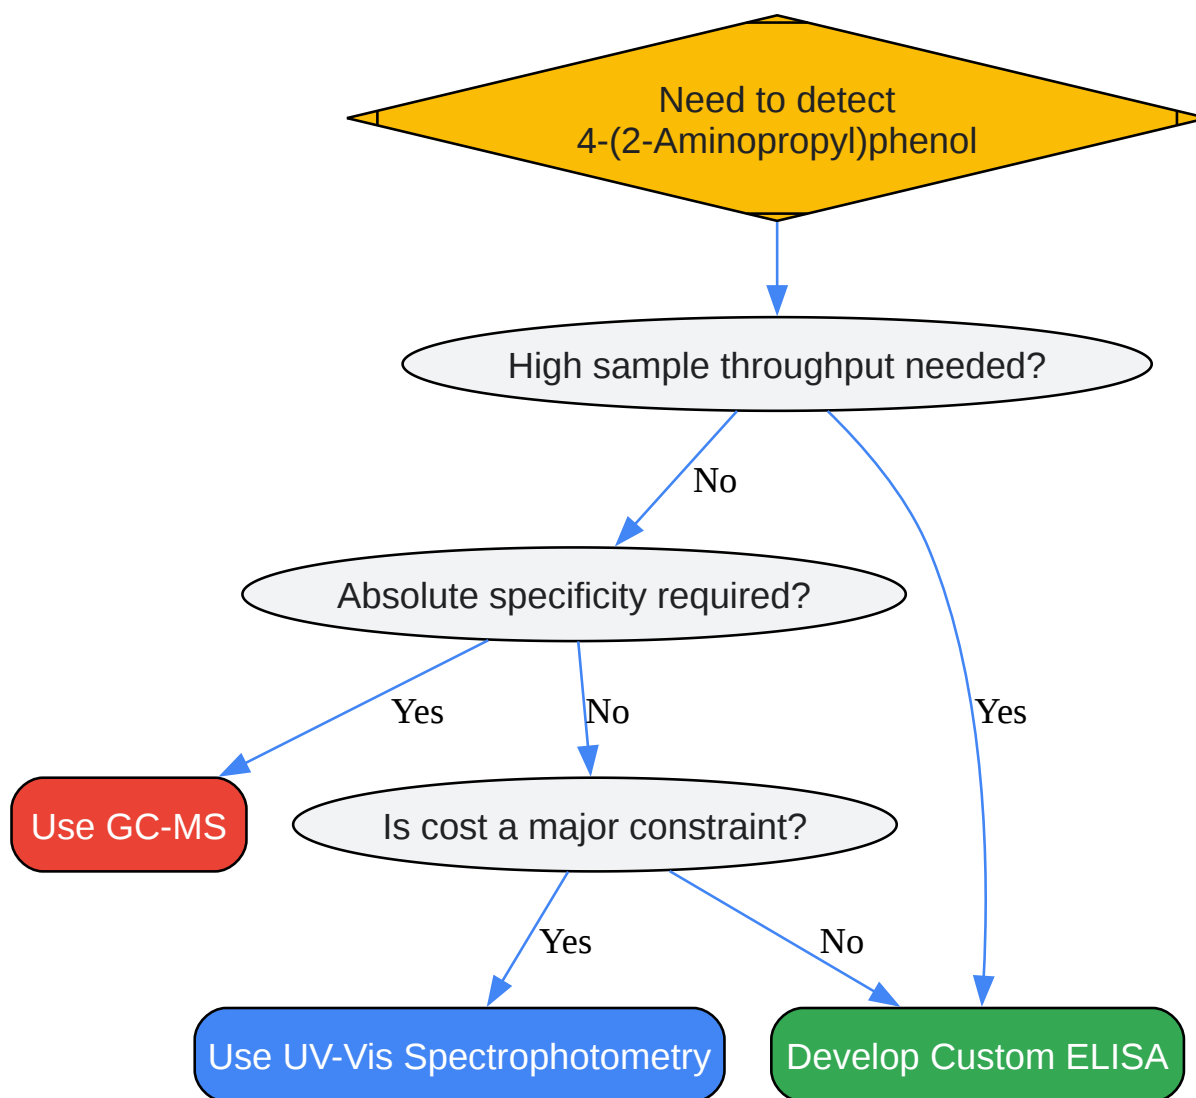 Need to detect
4-(2-Aminopropyl)phenol
High sample throughput needed?
No
Absolute specificity required?
Yes
No
Yes
Use GC-MS
Is cost a major constraint?
Yes
No
Use UV-Vis Spectrophotometry
Develop Custom ELISA